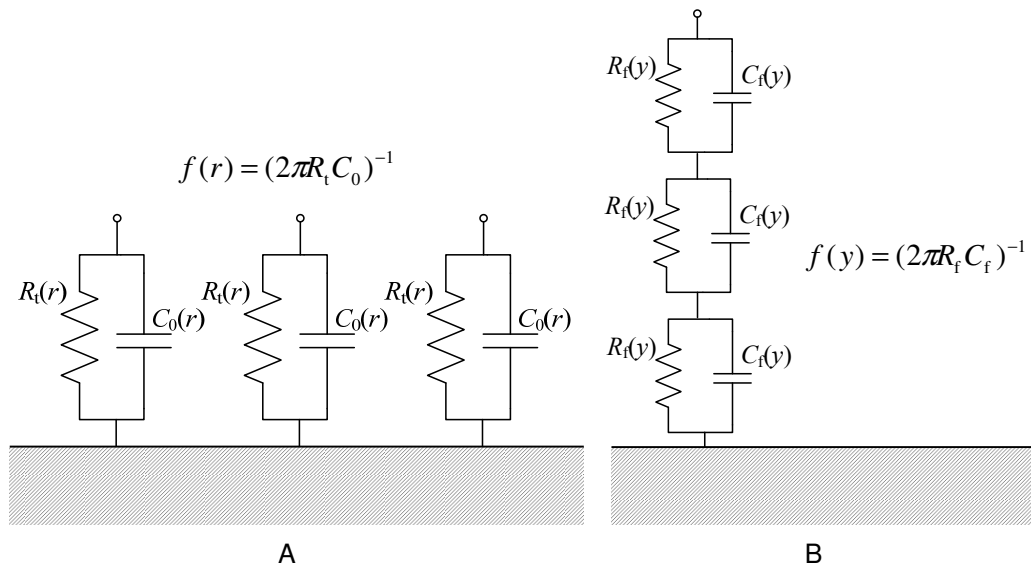 f(r) = (2πR_tC_0)^{-1}
R_t(r)
C_0(r)
R_t(r)
C_0(r)
R_t(r)
C_0(r)
A
R_f(y)
C_f(y)
R_f(y)
C_f(y)
f(y) = (2πR_fC_f)^{-1}
R_f(y)
C_f(y)
B